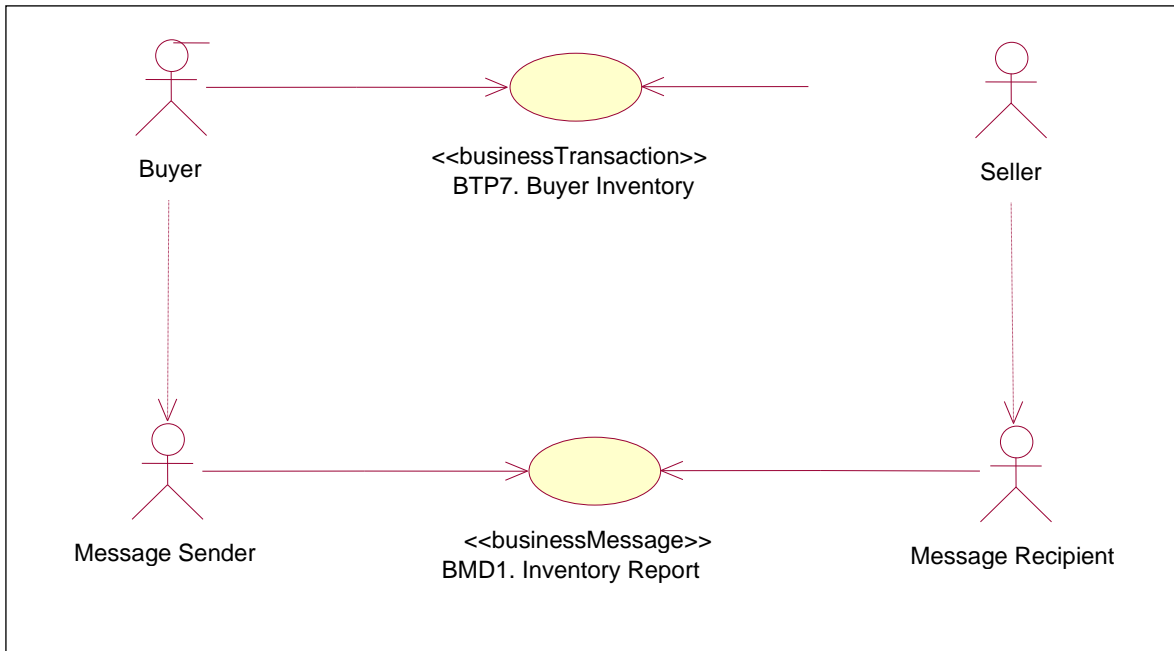 <<businessTransaction>>
BTP7. Buyer Inventory
Buyer
Seller
<<businessMessage>>
BMD1. Inventory Report
Message Sender
Message Recipient